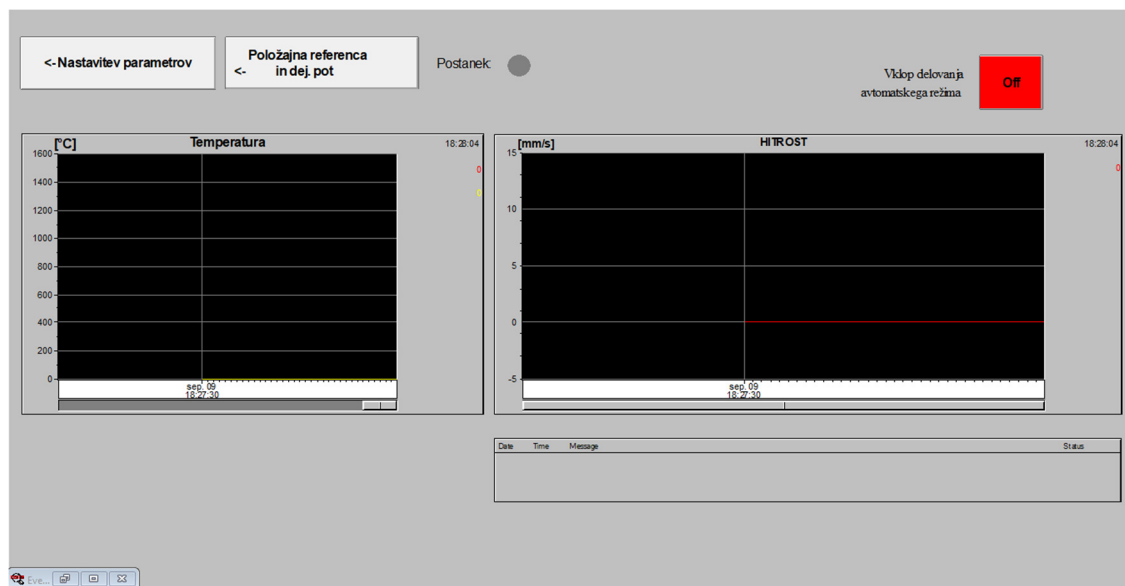 <- Nastavitev parametrov
Položajna referenca
<- in dej. pot
Postanek:
Vklop delovanja
avtomatskega režima
Off
[°C] Temperatura 18:28:04
1600
1400
1200
1000
800
600
400
200
0
0
0
sep. 09
18:27:30
[mm/s] HITROST 18:28:04
15
10
5
0
-5
0
sep. 09
18:27:30
Date Time Message Status
Eve...